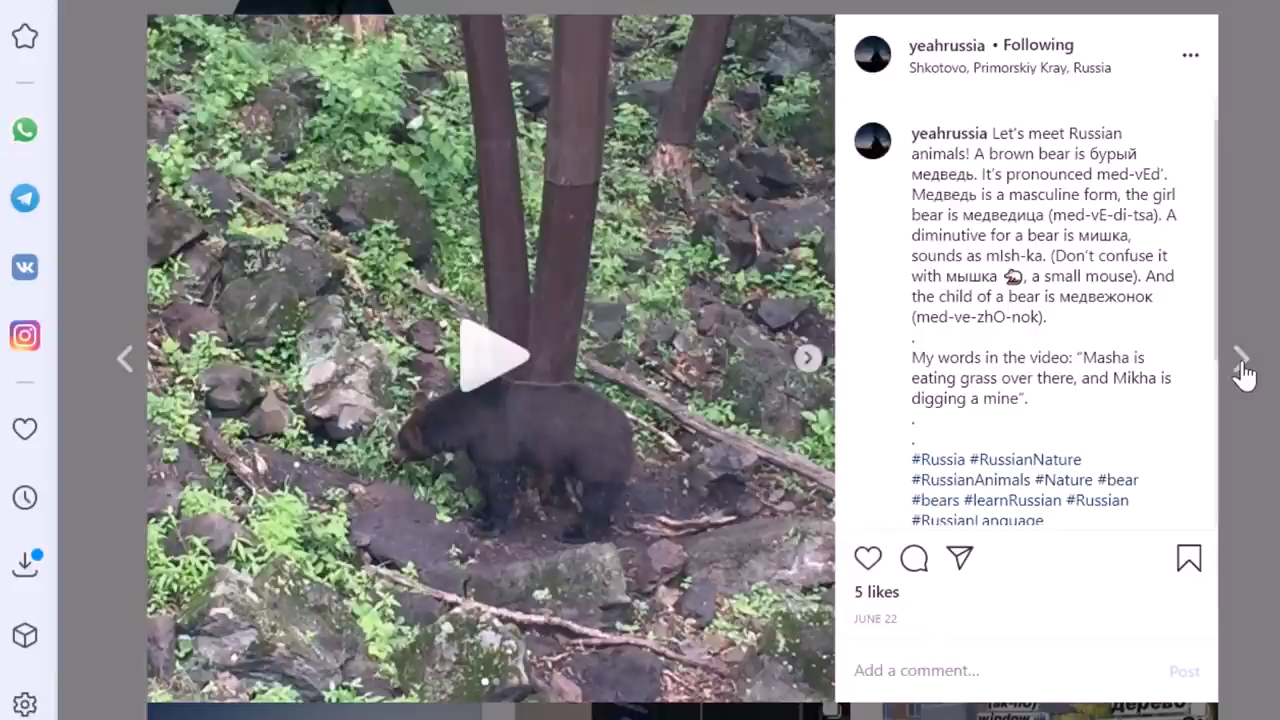 yeahrussia • Following
Shkotovo, Primorskiy Kray, Russia
yeahrussia Let's meet Russian
animals! A brown bear is бурый
медведь. It's pronounced med-vEd'.
Медведь is a masculine form, the girl
bear is медведица (med-vE-di-tsa). A
diminutive for a bear is мишка,
sounds as mIsh-ka. (Don't confuse it
with мышка 🐀, a small mouse). And
the child of a bear is медвежонок
(med-ve-zhO-nok).
.
My words in the video: “Masha is
eating grass over there, and Mikha is
digging a mine”.
.
.
#Russia #RussianNature
#RussianAnimals #Nature #bear
#bears #learnRussian #Russian
#RussianLanguage
5 likes
JUNE 22
Add a comment...
Post
window
дерево